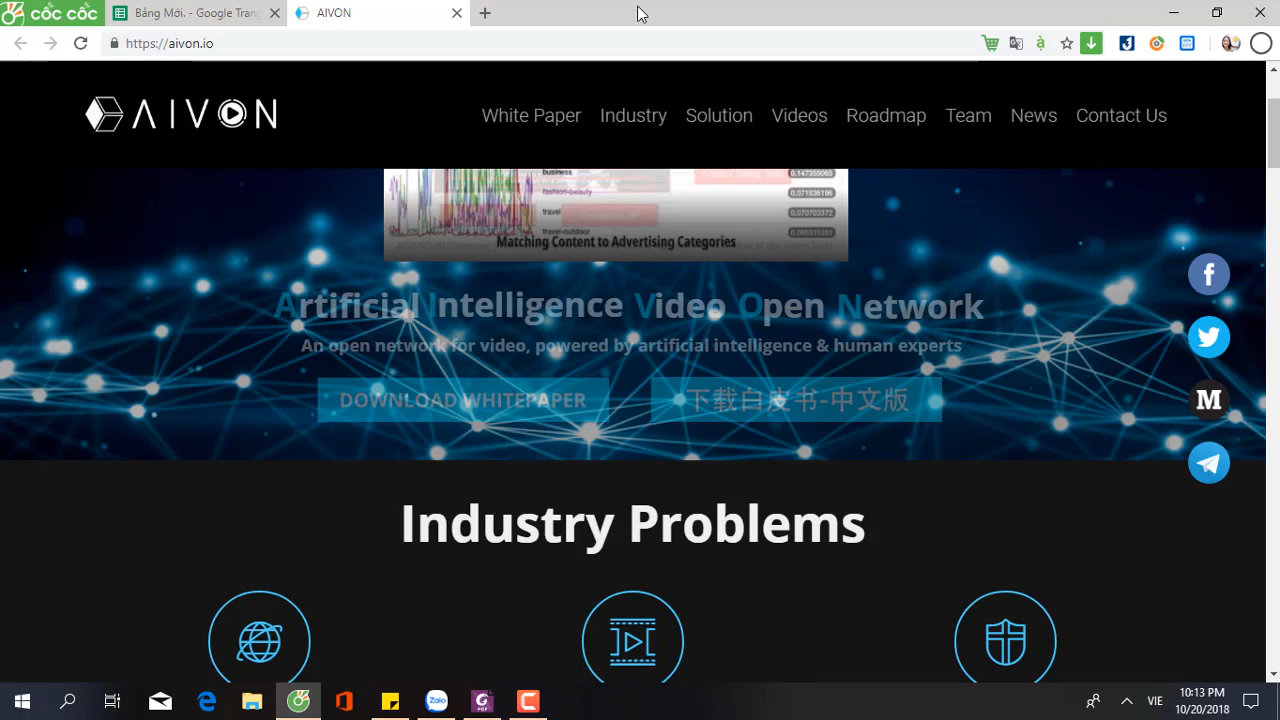 cốc cốc
Bảng Mới. - Google Trang
AIVON
https://aivon.io
AIVON
White Paper Industry Solution Videos Roadmap Team News Contact Us
business
0.147355065
fashion-beauty
0.071836196
travel
0.070703372
travel-outdoor
Matching Content to Advertising Categories
Artificial INtelligence Video Open Network
An open network for video, powered by artificial intelligence & human experts
DOWNLOAD WHITEPAPER
下载白皮书-中文版
Industry Problems
Zalo
PDF
VIE
10:13 PM
10/20/2018